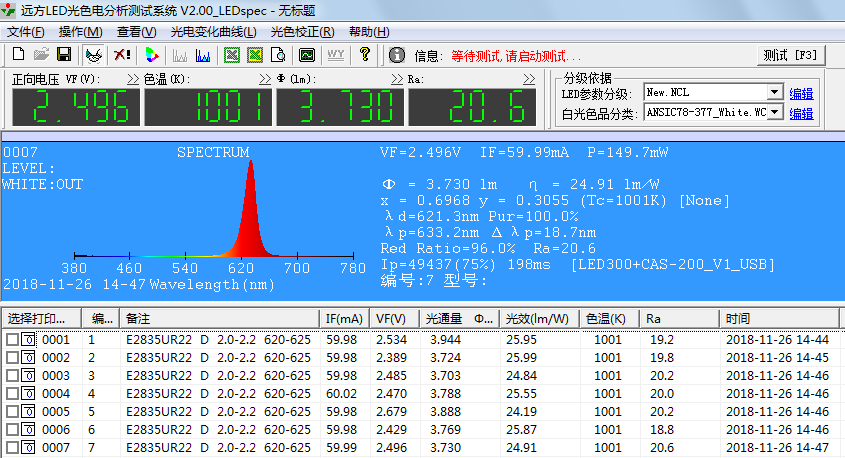 远方LED光色电分析测试系统 V2.00_LEDspec - 无标题
文件(F) 操作(M) 查看(V) 光电变化曲线(L) 光色校正(R) 帮助(H)
WY ? 信息: 等待测试,请启动测试... 测试 [F3]
正向电压 VF(V): >> 色温(K): >> Φ(lm): >> Ra: >> 分级依据
2.496 1001 3.730 20.6
LED参数分级: New.NCL 编辑
白光色品分类: ANSIC78-377_White.WC 编辑
0007 SPECTRUM VF=2.496V IF=59.99mA P=149.7mW
LEVEL:
WHITE:OUT Φ = 3.730 lm η = 24.91 lm/W
x = 0.6968 y = 0.3055 (Tc=1001K) [None]
λd=621.3nm Pur=100.0%
λp=633.2nm Δλp=18.7nm
Red Ratio=96.0% Ra=20.6
380 460 540 620 700 780 Ip=49437(75%) 198ms [LED300+CAS-200_V1_USB]
2018-11-26 14-47 Wavelength(nm) 编号:7 型号:
选择打印... 编... 备注 IF(mA) VF(V) 光通量 Φ... 光效(lm/W) 色温(K) Ra 时间
0 0001 1 E2835UR22 D 2.0-2.2 620-625 59.98 2.534 3.944 25.95 1001 19.2 2018-11-26 14-44
0 0002 2 E2835UR22 D 2.0-2.2 620-625 59.98 2.389 3.724 25.99 1001 19.8 2018-11-26 14-45
0 0003 3 E2835UR22 D 2.0-2.2 620-625 59.98 2.485 3.703 24.84 1001 20.2 2018-11-26 14-46
0 0004 4 E2835UR22 D 2.0-2.2 620-625 60.02 2.470 3.788 25.55 1001 20.0 2018-11-26 14-46
0 0005 5 E2835UR22 D 2.0-2.2 620-625 59.98 2.679 3.888 24.19 1001 20.2 2018-11-26 14-46
0 0006 6 E2835UR22 D 2.0-2.2 620-625 59.98 2.429 3.769 25.87 1001 18.8 2018-11-26 14-46
0 0007 7 E2835UR22 D 2.0-2.2 620-625 59.99 2.496 3.730 24.91 1001 20.6 2018-11-26 14-47